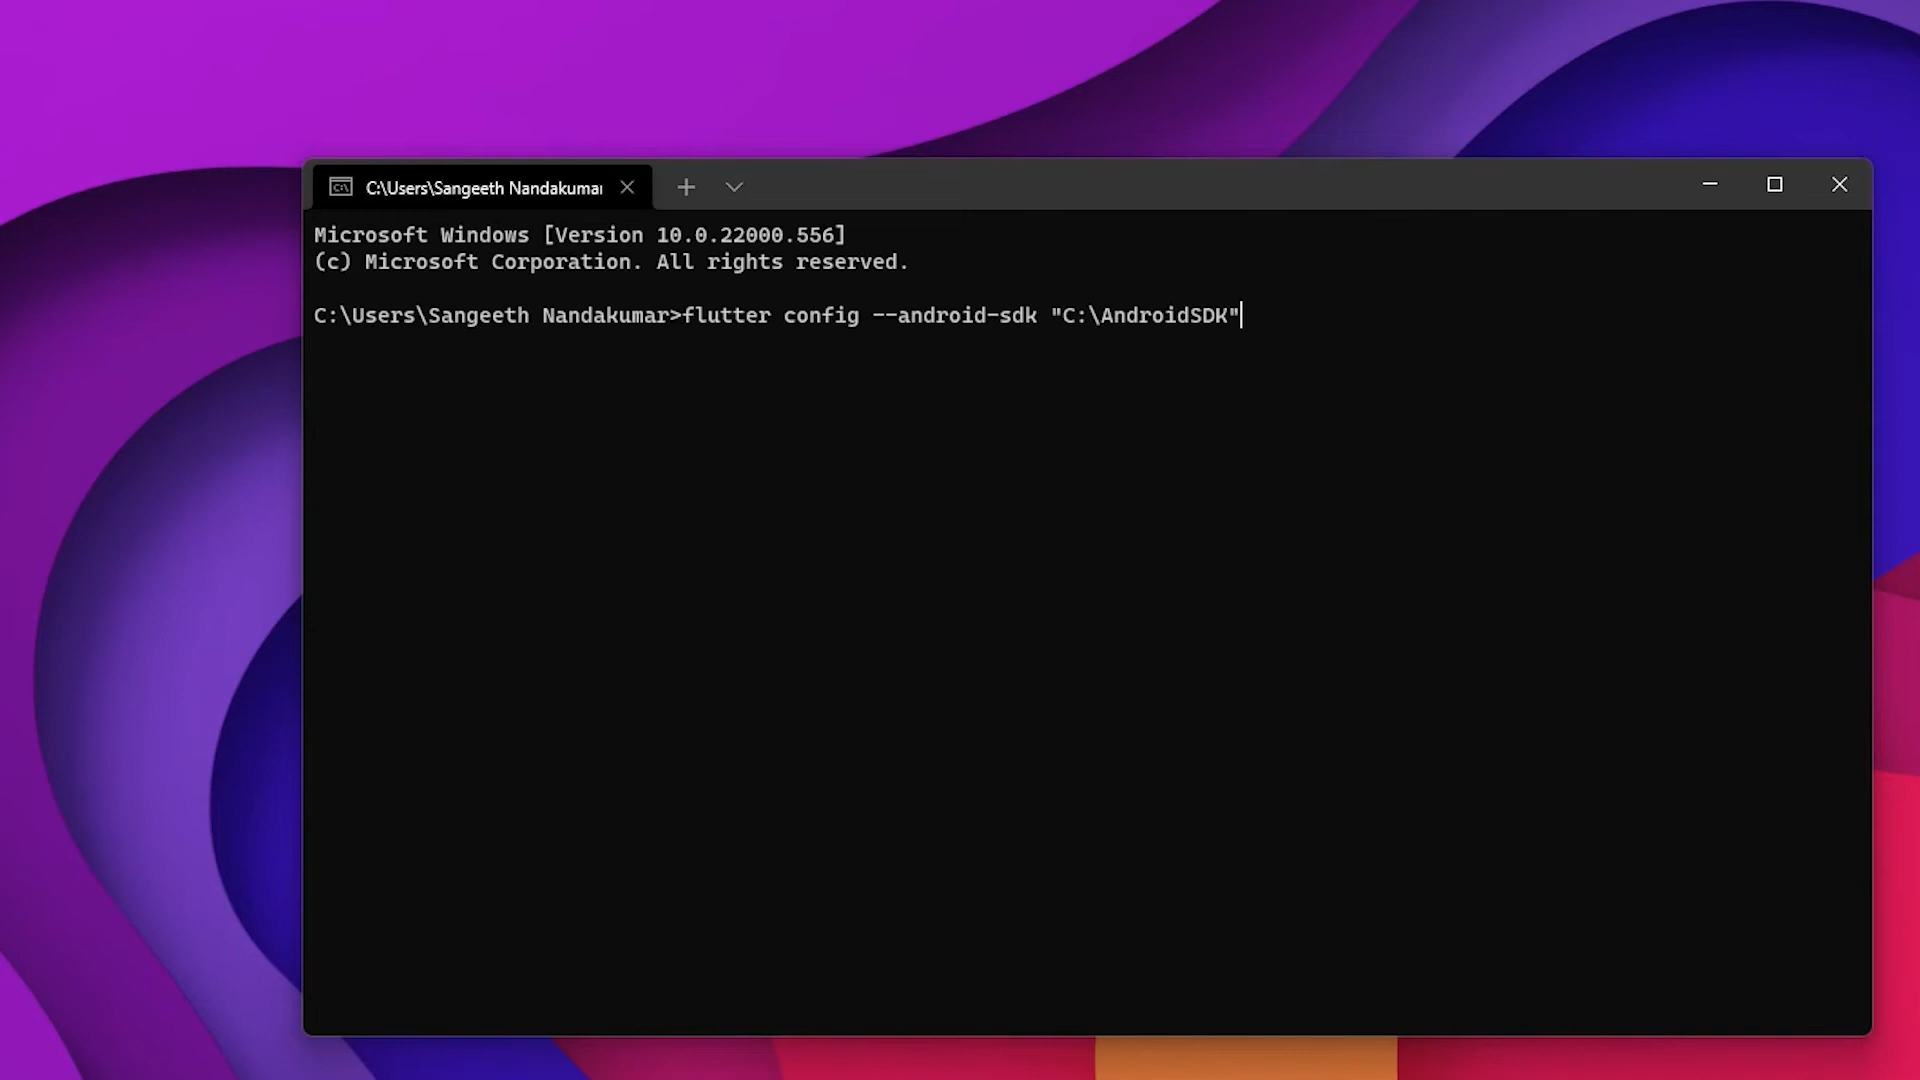 C:\Users\Sangeeth Nandakumar
Microsoft Windows [Version 10.0.22000.556]
(c) Microsoft Corporation. All rights reserved.
C:\Users\Sangeeth Nandakumar>flutter config --android-sdk "C:\AndroidSDK"